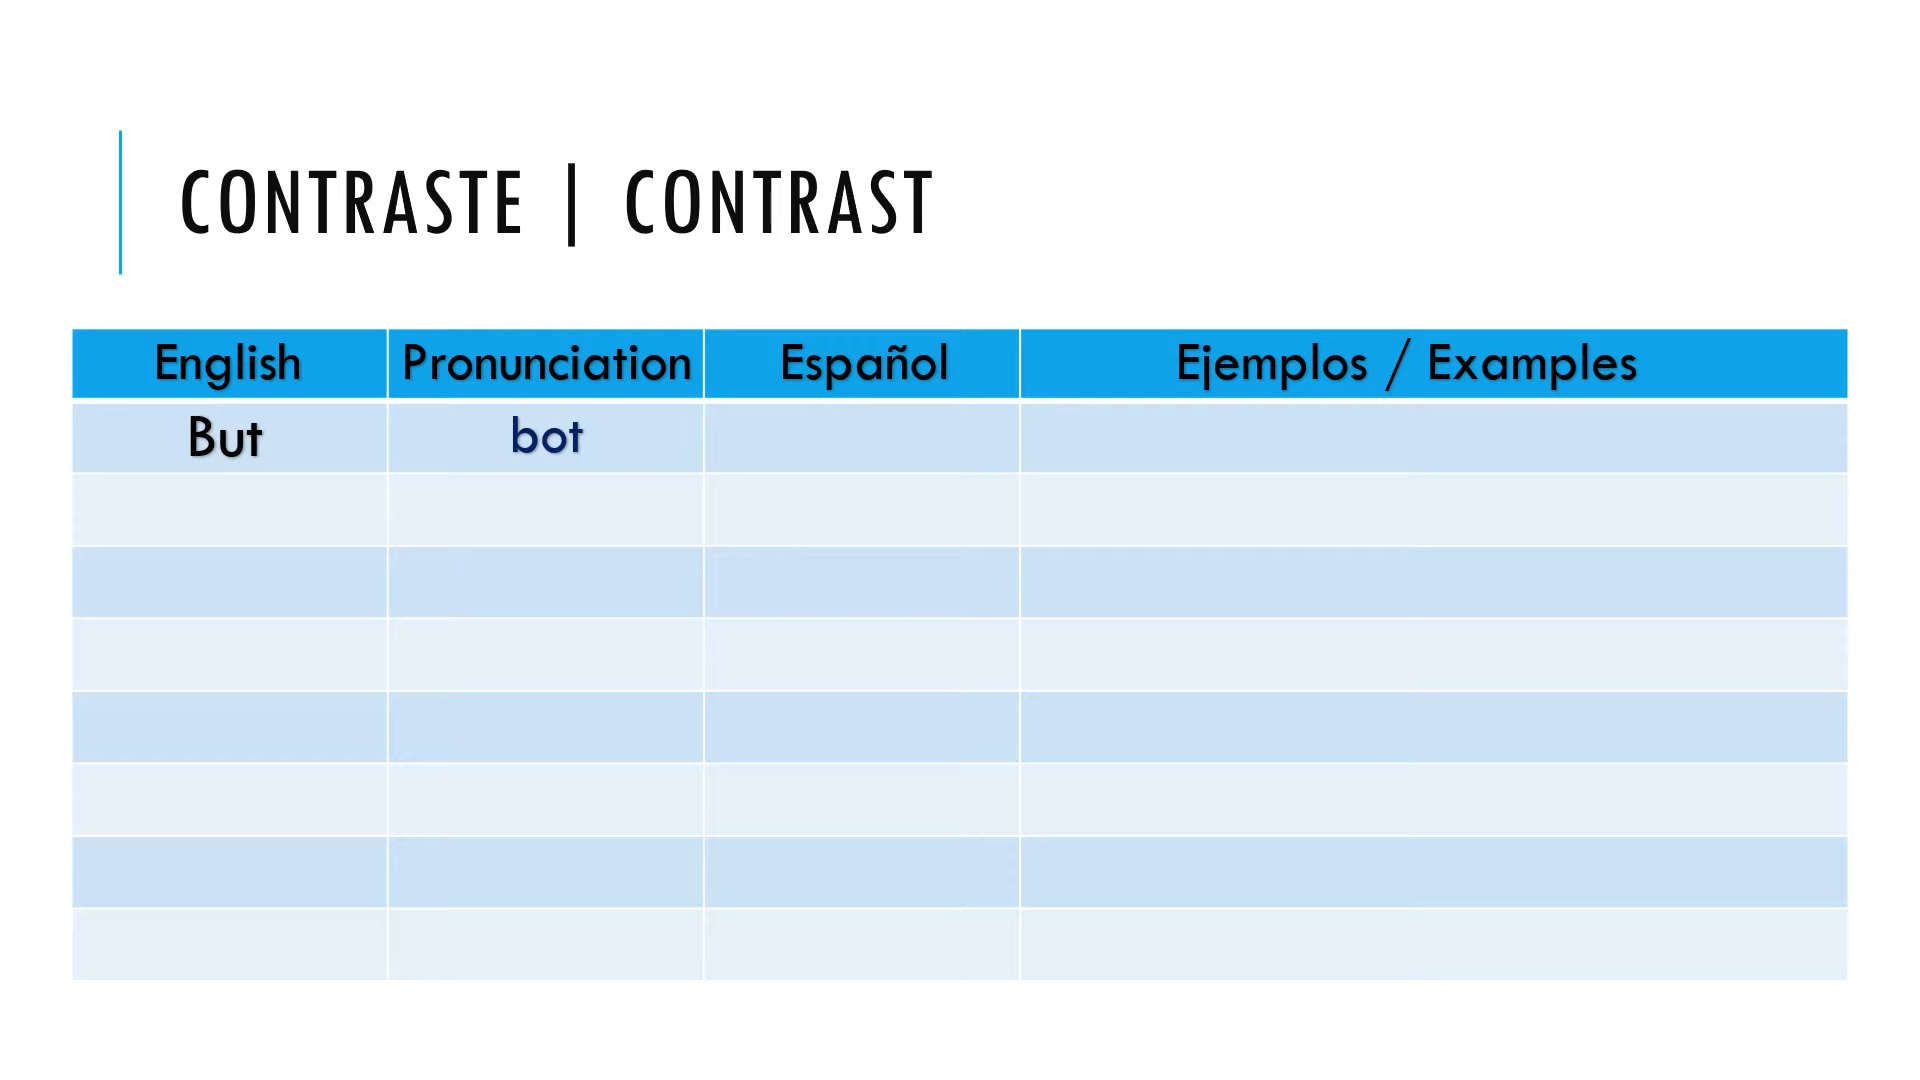 CONTRASTE | CONTRAST
English Pronunciation Español Ejemplos / Examples
But bot